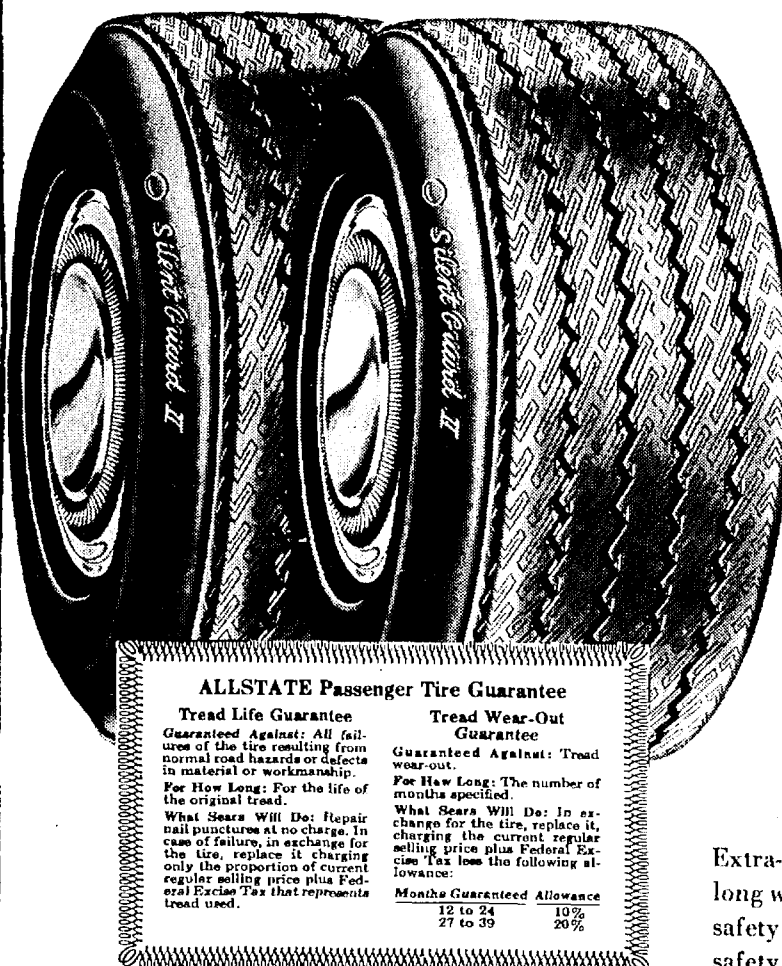 Silent Guard II
Silent Guard II
ALLSTATE Passenger Tire Guarantee
Tread Life Guarantee
Guaranteed Against: All fail-
ures of the tire resulting from
normal road hazards or defects
in material or workmanship.
For How Long: For the life of
the original tread.
What Sears Will Do: Repair
nail punctures at no charge. In
case of failure, in exchange for
the tire, replace it charging
only the proportion of current
regular selling price plus Fed-
eral Excise Tax that represents
tread used.
Tread Wear-Out
Guarantee
Guaranteed Against: Tread
wear-out.
For How Long: The number of
months specified.
What Sears Will Do: In ex-
change for the tire, replace it,
charging the current regular
selling price plus Federal Ex-
cise Tax less the following al-
lowance:
Months Guaranteed Allowance
12 to 24 10%
27 to 39 20%
Extra-
long w
safety
safety